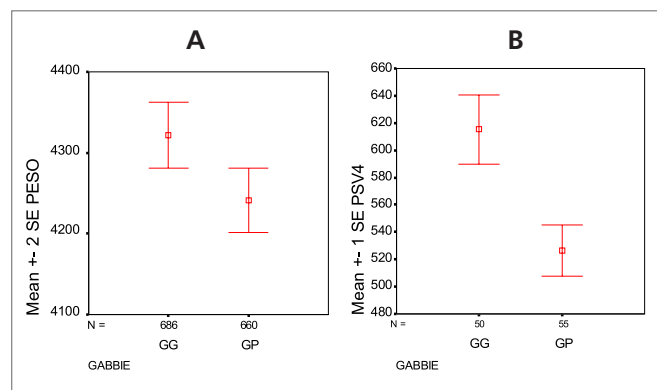 A
Mean +- 2 SE PESO
4400
4300
4200
4100
N = 686 660
GG GP
GABBIE
B
Mean +- 1 SE PSV4
660
640
620
600
580
560
540
520
500
480
N = 50 55
GG GP
GABBIE